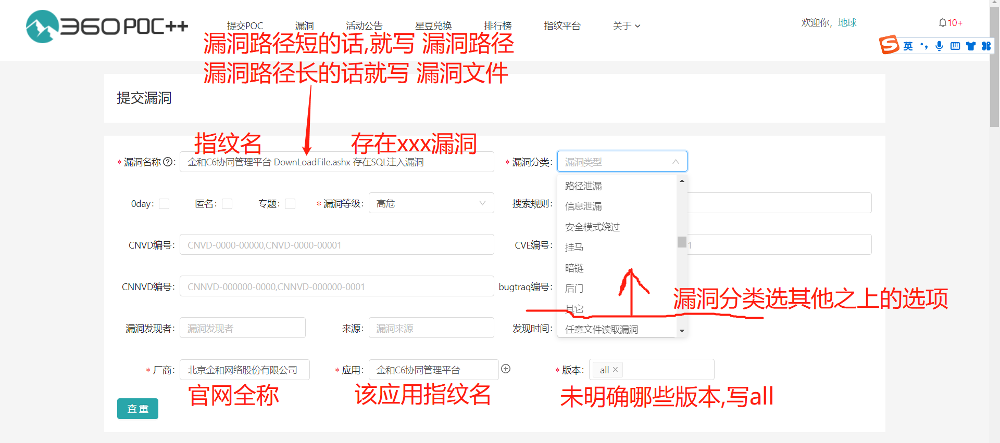 360POC++
提交POC
漏洞
活动公告
星豆兑换
排行榜
指纹平台
关于
欢迎你，地球
10+
英
漏洞路径短的话,就写 漏洞路径
漏洞路径长的话就写 漏洞文件
提交漏洞
指纹名
存在xxx漏洞
* 漏洞名称?:
金和C6协同管理平台 DownLoadFile.ashx 存在SQL注入漏洞
* 漏洞分类:
漏洞类型
路径泄漏
信息泄漏
安全模式绕过
挂马
暗链
后门
其它
任意文件读取漏洞
0day:
匿名:
专题:
* 漏洞等级:
高危
搜索规则:
CNVD编号:
CNVD-0000-00000,CNVD-0000-00001
CVE编号:
1
CNNVD编号:
CNNVD-000000-0000,CNNVD-000000-0001
bugtraq编号:
漏洞分类选其他之上的选项
漏洞发现者:
漏洞发现者
来源:
漏洞来源
发现时间:
* 厂商:
北京金和网络股份有限公司
* 应用:
金和C6协同管理平台
* 版本:
all ×
官网全称
该应用指纹名
未明确哪些版本,写all
查重